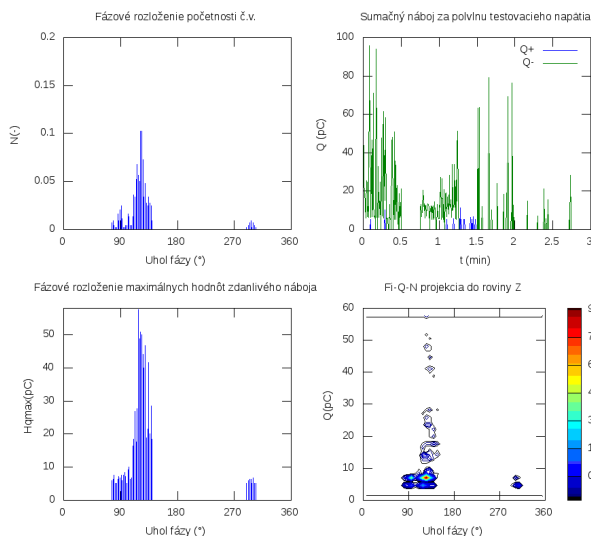 Fázové rozloženie početnosti č.v.
0.2
0.15
0.1
0.05
0
N(-)
0 90 180 270 360
Uhol fázy (°)
Sumačný náboj za polvlnu testovacieho napätia
Q+
Q-
100
80
60
40
20
0
Q (pC)
0 0.5 1 1.5 2 2.5 3
t (min)
Fázové rozloženie maximálnych hodnôt zdanlivého náboja
50
40
30
20
10
0
Hqmax(pC)
0 90 180 270 360
Uhol fázy (°)
Fi-Q-N projekcia do roviny Z
60
50
40
30
20
10
0
Q(pC)
0 90 180 270 360
Uhol fázy (°)